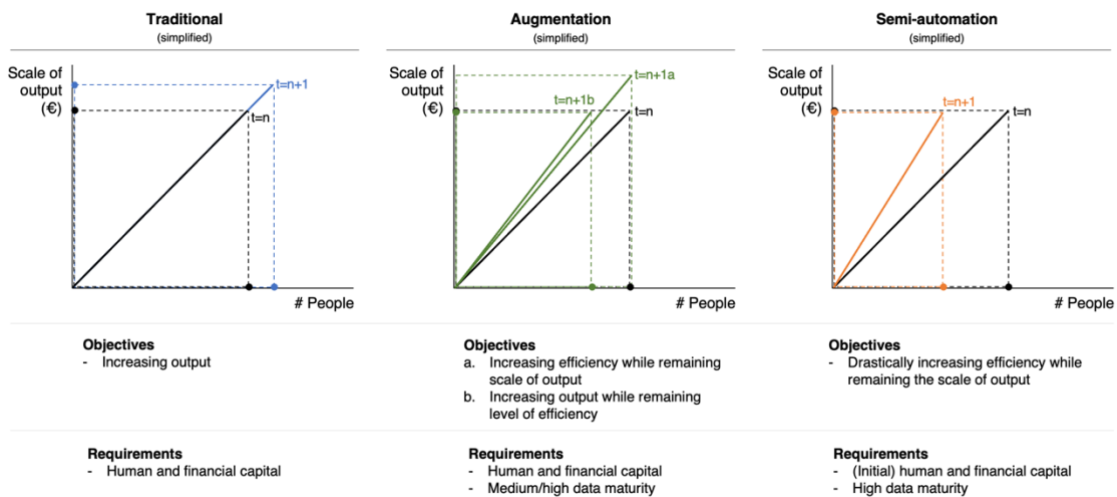 Traditional
(simplified)
Scale of
output
(€)
t=n+1
t=n
# People
Objectives
- Increasing output
Requirements
- Human and financial capital
Augmentation
(simplified)
Scale of
output
(€)
t=n+1a
t=n+1b
t=n
# People
Objectives
a. Increasing efficiency while remaining
scale of output
b. Increasing output while remaining
level of efficiency
Requirements
- Human and financial capital
- Medium/high data maturity
Semi-automation
(simplified)
Scale of
output
(€)
t=n+1
t=n
# People
Objectives
- Drastically increasing efficiency while
remaining the scale of output
Requirements
- (Initial) human and financial capital
- High data maturity